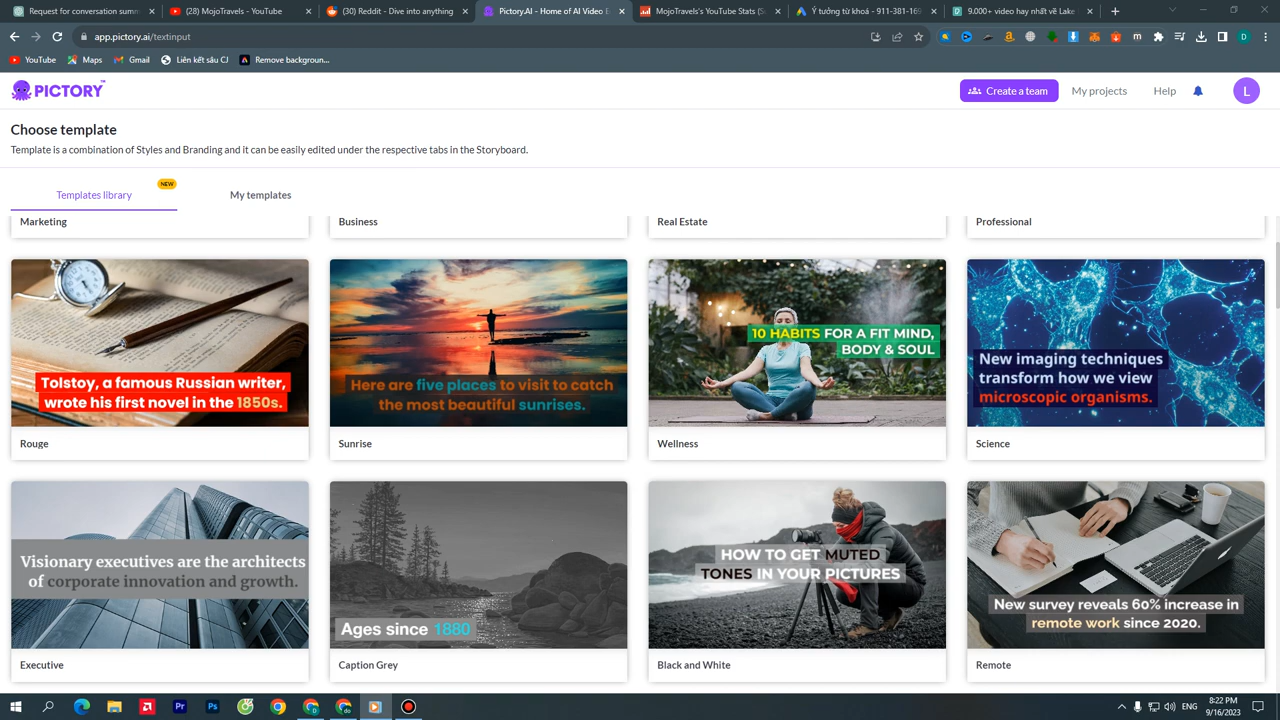 Request for conversation summ
(28) MojoTravels - YouTube
(30) Reddit - Dive into anything
Pictory.AI - Home of AI Video E
MojoTravels's YouTube Stats (S
Ý tưởng từ khoá - 911-381-169
9.000+ video hay nhất về Lake
app.pictory.ai/textinput
YouTube
Maps
Gmail
Liên kết sâu CJ
Remove backgroun...
PICTORY
Create a team
My projects
Help
L
Choose template
Template is a combination of Styles and Branding and it can be easily edited under the respective tabs in the Storyboard.
Templates library
NEW
My templates
Marketing
Business
Real Estate
Professional
Tolstoy, a famous Russian writer,
wrote his first novel in the 1850s.
Rouge
Here are five places to visit to catch
the most beautiful sunrises.
Sunrise
10 HABITS FOR A FIT MIND,
BODY & SOUL
Wellness
New imaging techniques
transform how we view
microscopic organisms.
Science
Visionary executives are the architects
of corporate innovation and growth.
Executive
Ages since 1880
Caption Grey
HOW TO GET MUTED
TONES IN YOUR PICTURES
Black and White
New survey reveals 60% increase in
remote work since 2020.
Remote
ENG
8:22 PM
9/16/2023